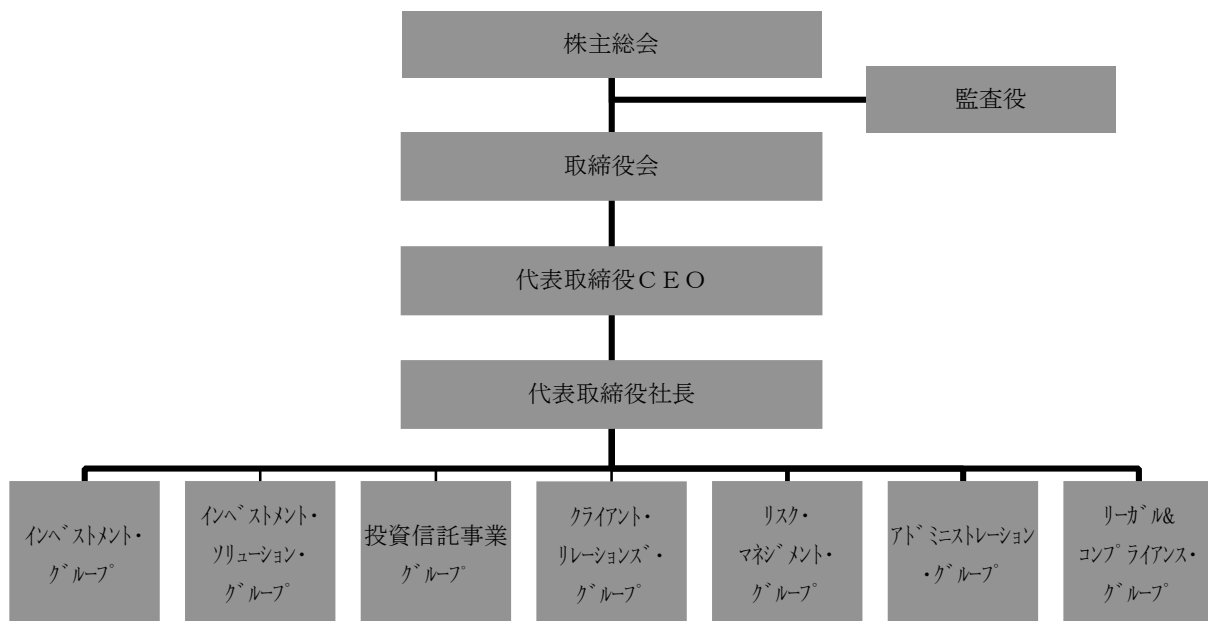 株主総会
監査役
取締役会
代表取締役ＣＥＯ
代表取締役社長
ｲﾝﾍﾞｽﾄﾒﾝﾄ・
ｸﾞﾙｰﾌﾟ
ｲﾝﾍﾞｽﾄﾒﾝﾄ・
ｿﾘｭｰｼｮﾝ・
ｸﾞﾙｰﾌﾟ
投資信託事業
ｸﾞﾙｰﾌﾟ
ｸﾗｲｱﾝﾄ・
ﾘﾚｰｼｮﾝｽﾞ・
ｸﾞﾙｰﾌﾟ
ﾘｽｸ・
ﾏﾈｼﾞﾒﾝﾄ・
ｸﾞﾙｰﾌﾟ
ｱﾄﾞﾐﾆｽﾄﾚｰｼｮﾝ
・ｸﾞﾙｰﾌﾟ
ﾘｰｶﾞﾙ&
ｺﾝﾌﾟﾗｲｱﾝｽ・
ｸﾞﾙｰﾌﾟ